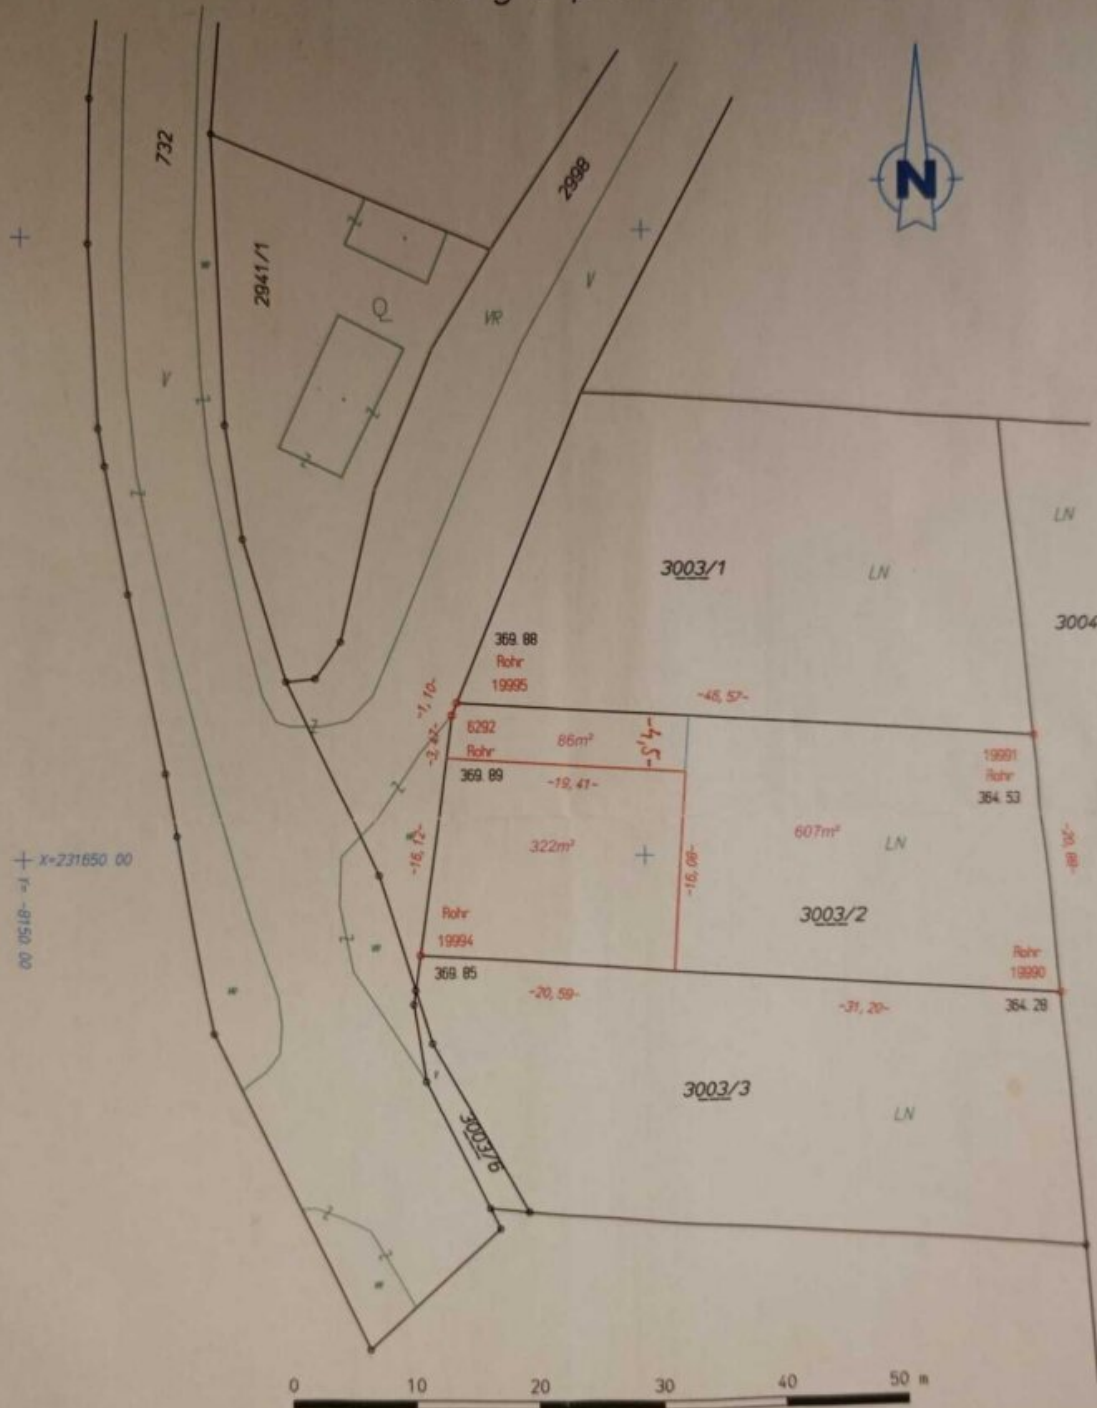 N
732
2998
2941/1
VR
V
V
LN
3003/1
LN
3004
369.88
Rohr
19995
-1,10-
-46,57-
-3,42-
6292
Rohr
86m²
-4,5-
19991
Rohr
364.53
369.89
-19,41-
-16,12-
322m²
-16,08-
607m²
LN
-20,88-
X=231650 00
Y= -8150 00
3003/2
Rohr
19994
369.85
Rohr
19990
364.28
-20,59-
-31,20-
3003/3
LN
3003/6
0 10 20 30 40 50 m